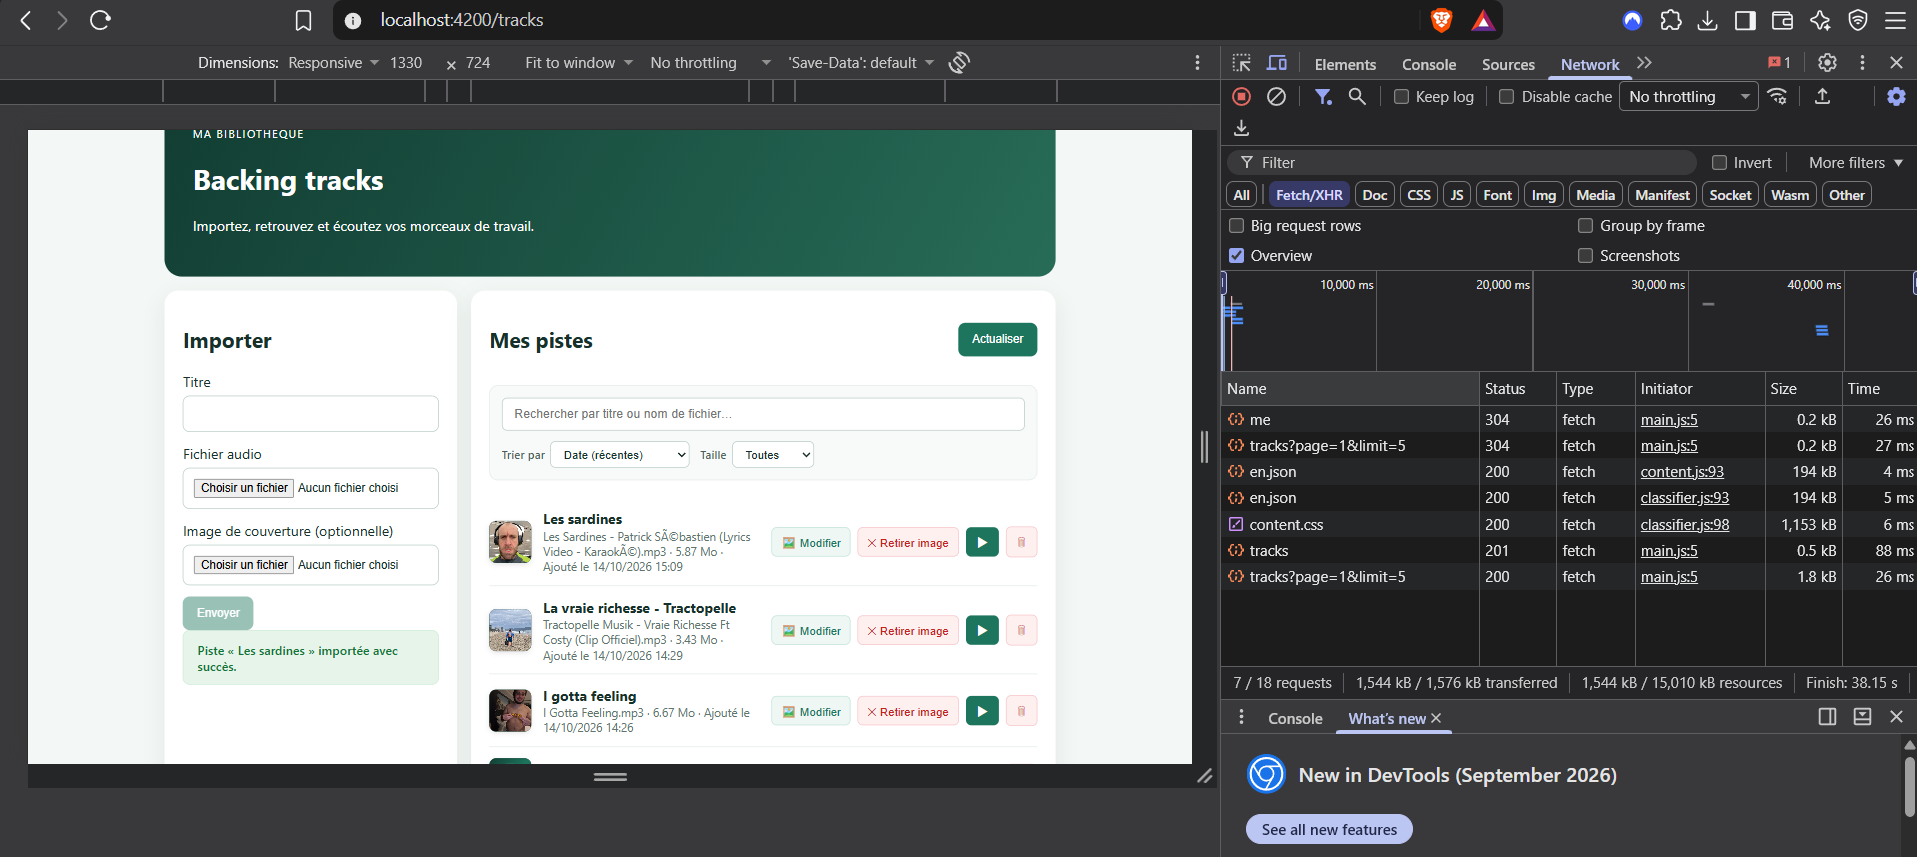 localhost:4200/tracks
Dimensions: Responsive 1330 × 724 Fit to window No throttling 'Save-Data': default
MA BIBLIOTHÈQUE
Backing tracks
Importez, retrouvez et écoutez vos morceaux de travail.
Importer
Titre
Fichier audio
Choisir un fichier Aucun fichier choisi
Image de couverture (optionnelle)
Choisir un fichier Aucun fichier choisi
Envoyer
Piste « Les sardines » importée avec
succès.
Mes pistes
Actualiser
Rechercher par titre ou nom de fichier…
Trier par Date (récentes) Taille Toutes
Les sardines
Les Sardines - Patrick SÃ©bastien (Lyrics
Video - KaraokÃ©).mp3 · 5.87 Mo ·
Ajouté le 14/10/2026 15:09
Modifier Retirer image
La vraie richesse - Tractopelle
Tractopelle Musik - Vraie Richesse Ft
Costy (Clip Officiel).mp3 · 3.43 Mo ·
Ajouté le 14/10/2026 14:29
Modifier Retirer image
I gotta feeling
I Gotta Feeling.mp3 · 6.67 Mo · Ajouté le
14/10/2026 14:26
Modifier Retirer image
Elements Console Sources Network 1
Keep log Disable cache No throttling
Filter Invert More filters
All Fetch/XHR Doc CSS JS Font Img Media Manifest Socket Wasm Other
Big request rows Group by frame
Overview Screenshots
10,000 ms 20,000 ms 30,000 ms 40,000 ms
Name Status Type Initiator Size Time
me 304 fetch main.js:5 0.2 kB 26 ms
tracks?page=1&limit=5 304 fetch main.js:5 0.2 kB 27 ms
en.json 200 fetch content.js:93 194 kB 4 ms
en.json 200 fetch classifier.js:93 194 kB 5 ms
content.css 200 fetch classifier.js:98 1,153 kB 6 ms
tracks 201 fetch main.js:5 0.5 kB 88 ms
tracks?page=1&limit=5 200 fetch main.js:5 1.8 kB 26 ms
7 / 18 requests 1,544 kB / 1,576 kB transferred 1,544 kB / 15,010 kB resources Finish: 38.15 s
Console What's new
New in DevTools (September 2026)
See all new features